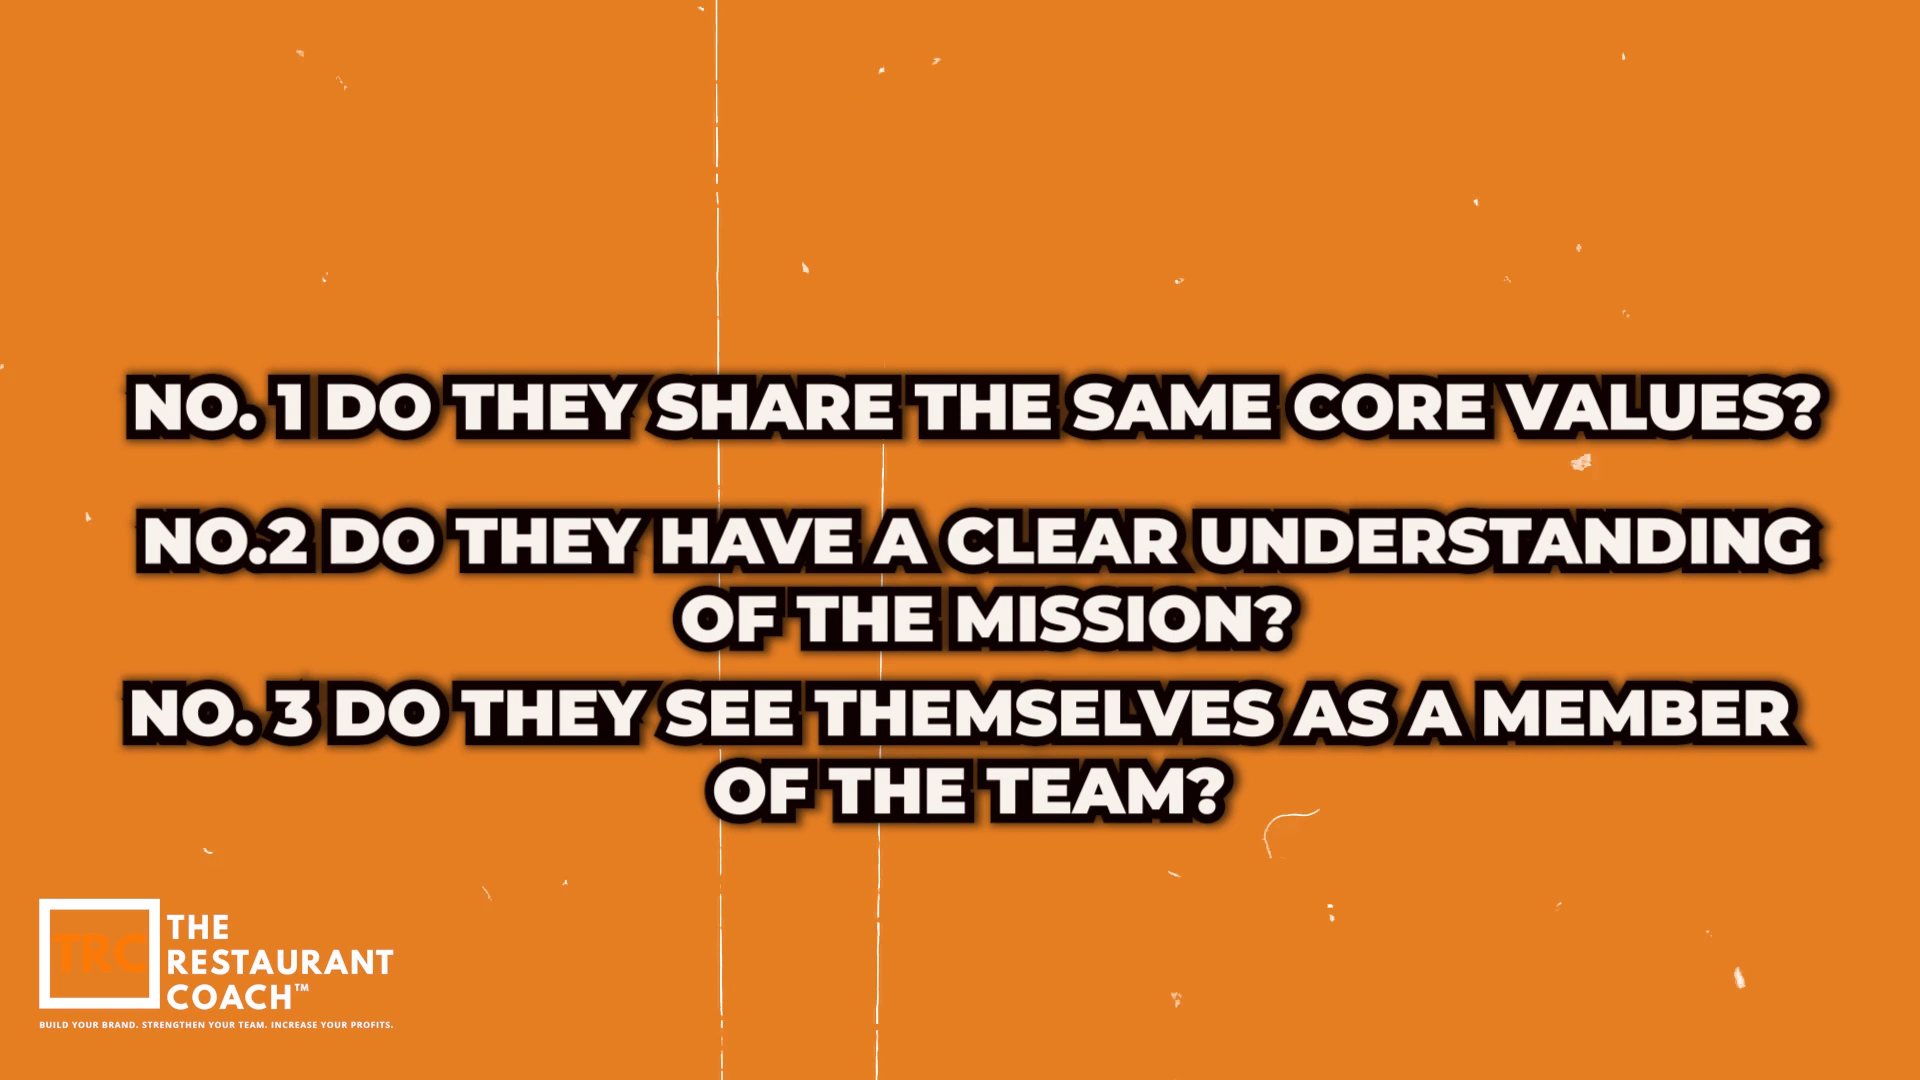 NO. 1 DO THEY SHARE THE SAME CORE VALUES?
NO.2 DO THEY HAVE A CLEAR UNDERSTANDING
OF THE MISSION?
NO. 3 DO THEY SEE THEMSELVES AS A MEMBER
OF THE TEAM?
TRC
THE
RESTAURANT
COACH™
BUILD YOUR BRAND. STRENGTHEN YOUR TEAM. INCREASE YOUR PROFITS.